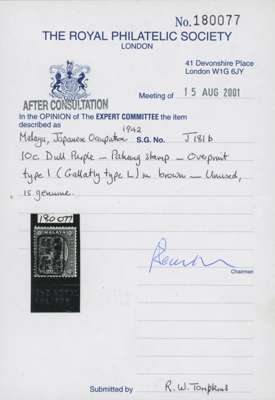 No. 180077
THE ROYAL PHILATELIC SOCIETY
LONDON
41 Devonshire Place
London W1G 6JY
AFTER CONSULTATION
Meeting of 15 AUG 2001
In the OPINION of The EXPERT COMMITTEE the item
described as
Malaya, Japanese Occupation 1942 S.G. No. J181b
10c. Dull Purple — Pahang stamp — Overprint
type 1 (Gallatly type L) in brown — Unused,
is genuine.
180077
MALAYA
Chairman
Submitted by R.W. Tompkins